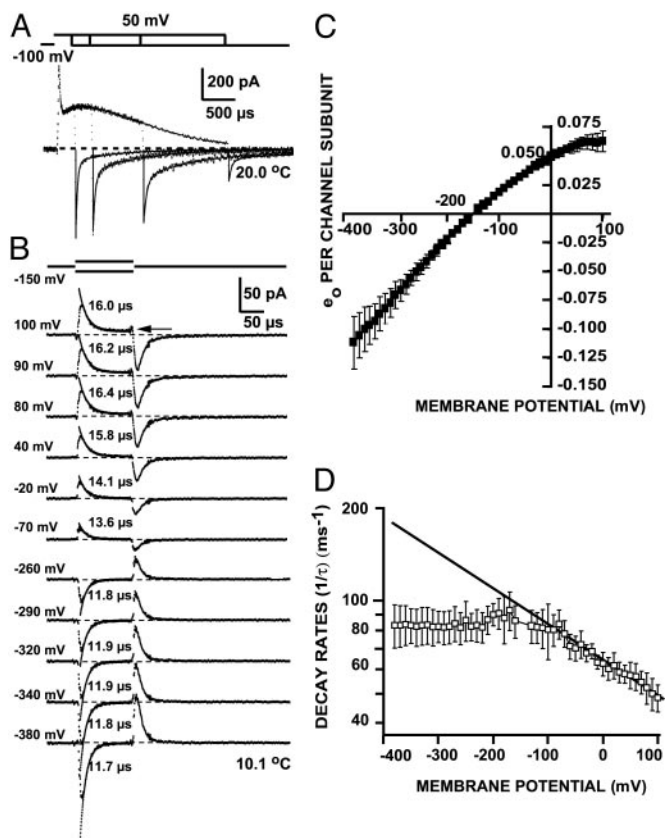 A
50 mV
-100 mV
200 pA
500 µs
20.0 °C
B
-150 mV
50 pA
50 µs
16.0 µs
100 mV
16.2 µs
90 mV
16.4 µs
80 mV
15.8 µs
40 mV
14.1 µs
-20 mV
13.6 µs
-70 mV
-260 mV
11.8 µs
-290 mV
11.9 µs
-320 mV
11.9 µs
-340 mV
11.8 µs
-380 mV
11.7 µs
10.1 °C
C
eo PER CHANNEL SUBUNIT
0.075
0.050
0.025
-0.025
-0.050
-0.075
-0.100
-0.125
-0.150
-400 -300 -200 -100 100
MEMBRANE POTENTIAL (mV)
D
DECAY RATES (1/τ) (ms-1)
200
100
80
60
40
-400 -300 -200 -100 0 100
MEMBRANE POTENTIAL (mV)